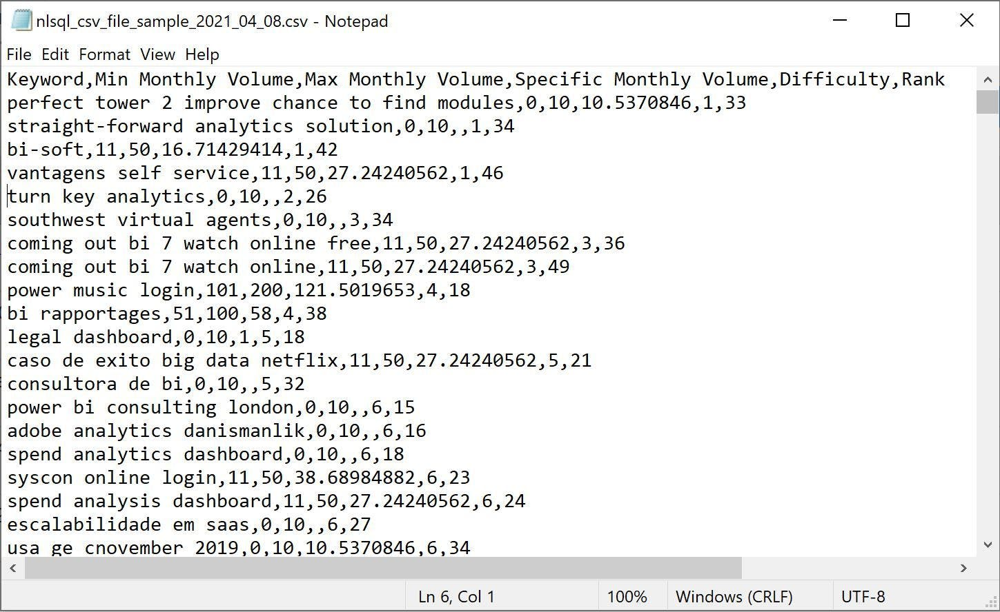 nlsql_csv_file_sample_2021_04_08.csv - Notepad
File Edit Format View Help
Keyword,Min Monthly Volume,Max Monthly Volume,Specific Monthly Volume,Difficulty,Rank
perfect tower 2 improve chance to find modules,0,10,10.5370846,1,33
straight-forward analytics solution,0,10,,1,34
bi-soft,11,50,16.71429414,1,42
vantagens self service,11,50,27.24240562,1,46
turn key analytics,0,10,,2,26
southwest virtual agents,0,10,,3,34
coming out bi 7 watch online free,11,50,27.24240562,3,36
coming out bi 7 watch online,11,50,27.24240562,3,49
power music login,101,200,121.5019653,4,18
bi rapportages,51,100,58,4,38
legal dashboard,0,10,1,5,18
caso de exito big data netflix,11,50,27.24240562,5,21
consultora de bi,0,10,,5,32
power bi consulting london,0,10,,6,15
adobe analytics danismanlik,0,10,,6,16
spend analytics dashboard,0,10,,6,18
syscon online login,11,50,38.68984882,6,23
spend analysis dashboard,11,50,27.24240562,6,24
escalabilidade em saas,0,10,,6,27
usa ge cnovember 2019,0,10,10.5370846,6,34
Ln 6, Col 1 100% Windows (CRLF) UTF-8